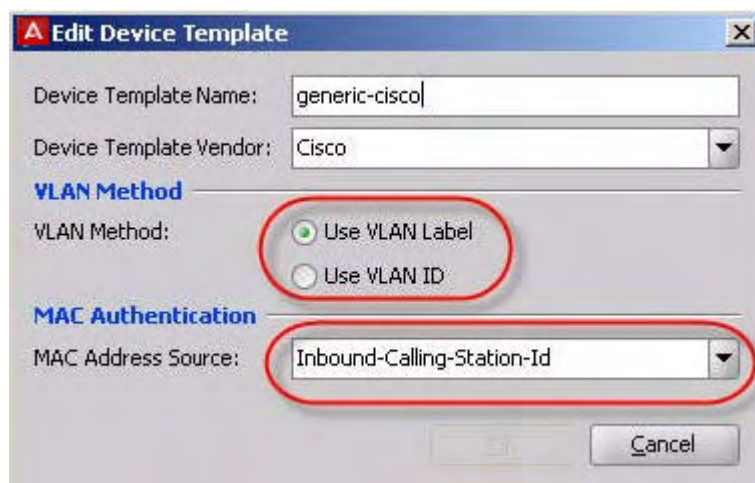 Edit Device Template
Device Template Name: generic-cisco
Device Template Vendor: Cisco
VLAN Method
VLAN Method: Use VLAN Label
Use VLAN ID
MAC Authentication
MAC Address Source: Inbound-Calling-Station-Id
Cancel